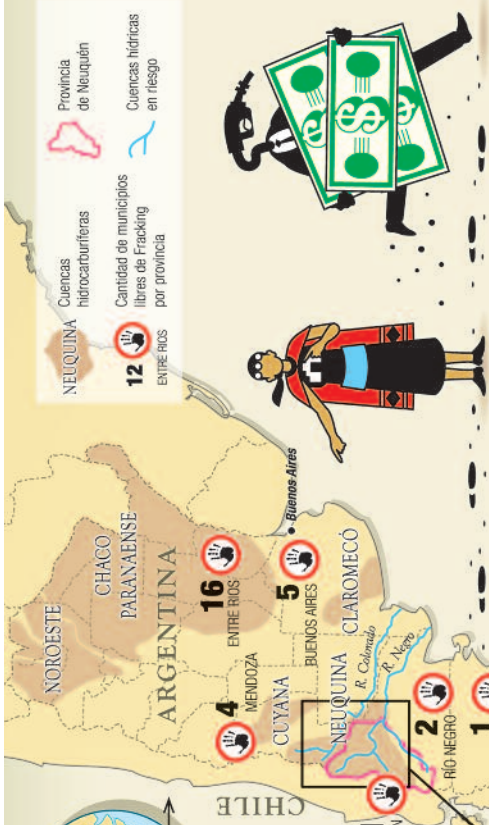 NEUQUINA
Cuencas
hidrocarburíferas
Provincia
de Neuquén
12
ENTRE RIOS
Cantidad de municipios
libres de Fracking
por provincia
Cuencas hídricas
en riesgo
NOROESTE
CHACO
PARANAENSE
ARGENTINA
16
ENTRE RIOS
Buenos Aires
5
BUENOS AIRES
4
MENDOZA
CUYANA
CLAROMECÓ
NEUQUINA
R. Colorado
R. Negro
2
RÍO NEGRO
1
CHILE
N
$
$
$